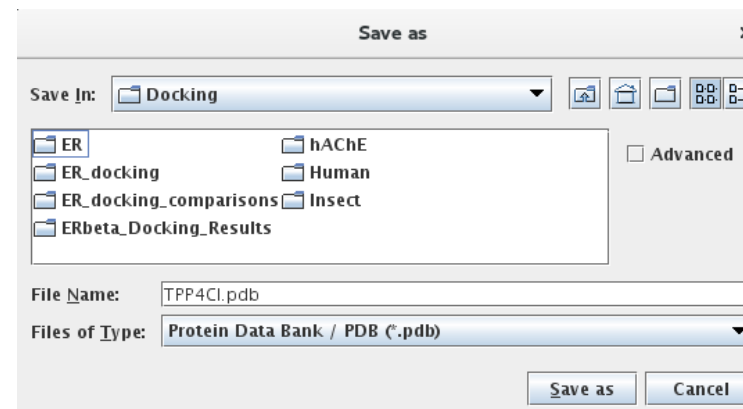 Save as
Save In: Docking
ER hAChE
ER_docking Human
ER_docking_comparisons Insect
ERbeta_Docking_Results
Advanced
File Name: TPP4Cl.pdb
Files of Type: Protein Data Bank / PDB (*.pdb)
Save as Cancel